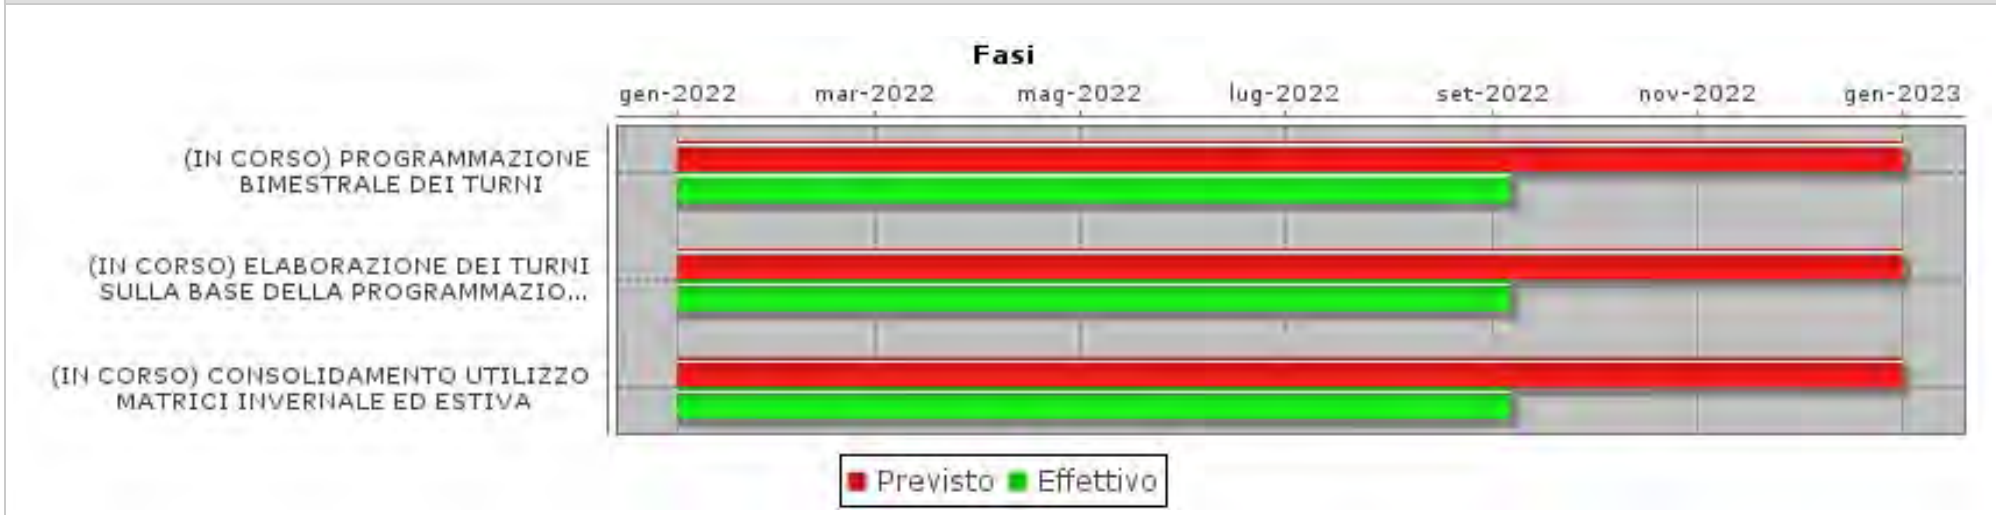 Fasi
gen-2022 mar-2022 mag-2022 lug-2022 set-2022 nov-2022 gen-2023
(IN CORSO) PROGRAMMAZIONE
BIMESTRALE DEI TURNI
(IN CORSO) ELABORAZIONE DEI TURNI
SULLA BASE DELLA PROGRAMMAZIO...
(IN CORSO) CONSOLIDAMENTO UTILIZZO
MATRICI INVERNALE ED ESTIVA
Previsto Effettivo